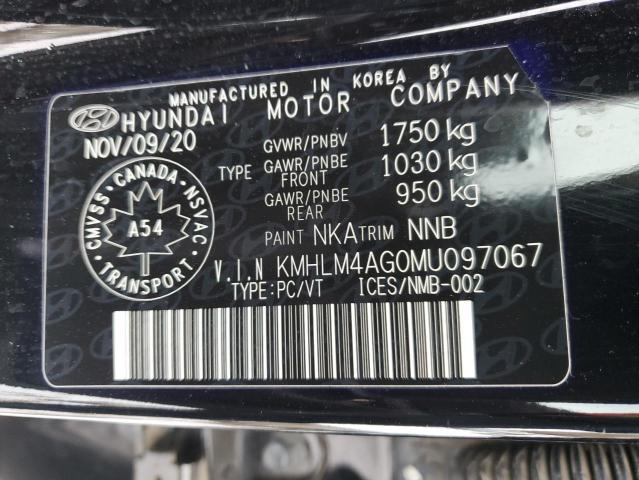 MANUFACTURED IN KOREA BY
HYUNDAI MOTOR COMPANY
NOV/09/20
GVWR/PNBV 1750 kg
TYPE GAWR/PNBE FRONT 1030 kg
GAWR/PNBE REAR 950 kg
CMVSS CANADA NSVAC
A54
TRANSPORT
PAINT NKA TRIM NNB
V.I.N KMHLM4AG0MU097067
TYPE:PC/VT ICES/NMB-002